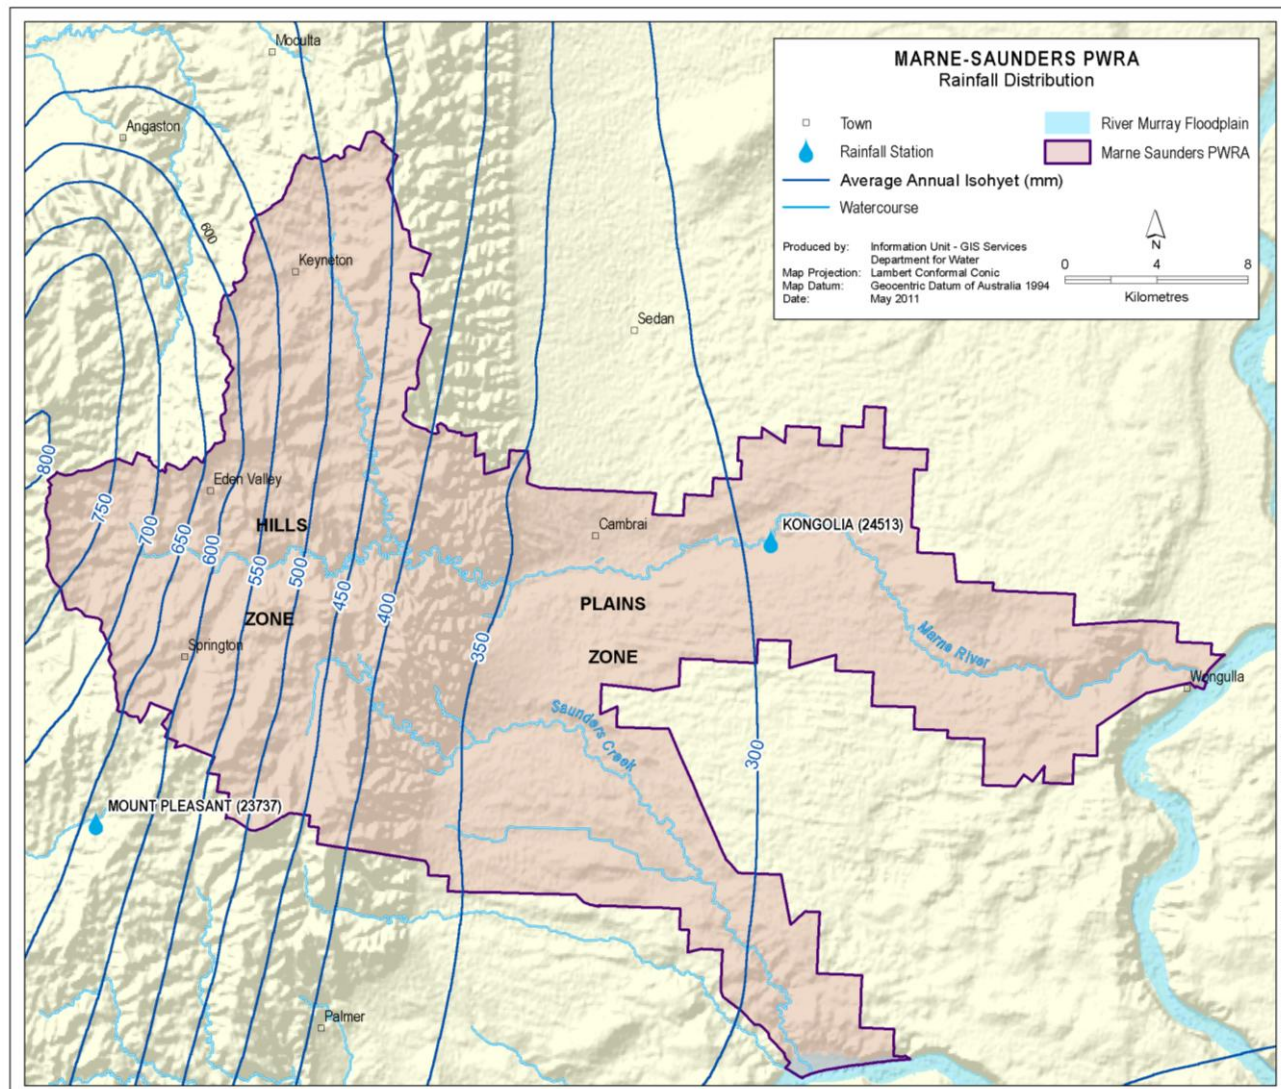 MARNE-SAUNDERS PWRA
Rainfall Distribution
Town
Rainfall Station
Average Annual Isohyet (mm)
Watercourse
River Murray Floodplain
Marne Saunders PWRA
Produced by: Information Unit - GIS Services
Department for Water
Map Projection: Lambert Conformal Conic
Map Datum: Geocentric Datum of Australia 1994
Date: May 2011
N
0 4 8
Kilometres
Moculta
Angaston
600
Keyneton
Sedan
800
Eden Valley
750
700
650
600
550
500
450
400
350
300
HILLS
ZONE
Cambrai
KONGOLIA (24513)
PLAINS
ZONE
Marne River
Springton
Wongulla
Saunders Creek
MOUNT PLEASANT (23737)
Palmer